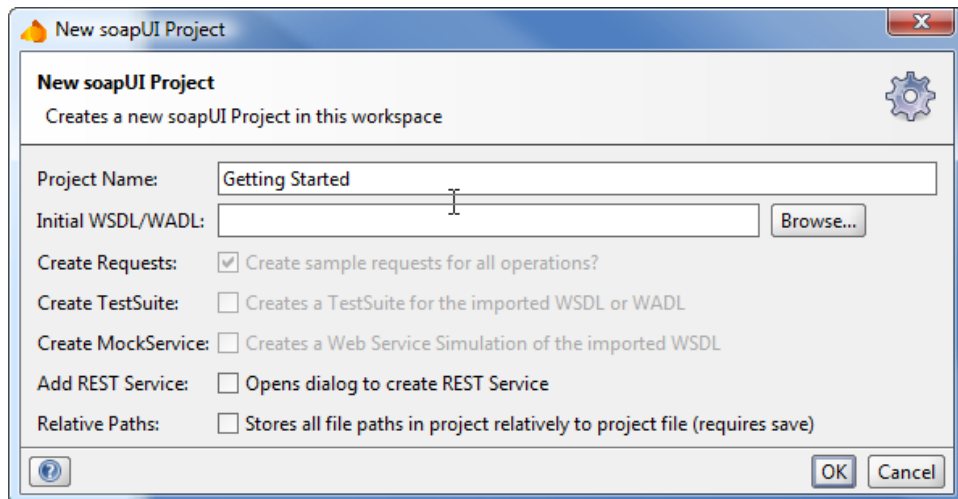 New soapUI Project
New soapUI Project
Creates a new soapUI Project in this workspace
Project Name: Getting Started
Initial WSDL/WADL: Browse...
Create Requests: Create sample requests for all operations?
Create TestSuite: Creates a TestSuite for the imported WSDL or WADL
Create MockService: Creates a Web Service Simulation of the imported WSDL
Add REST Service: Opens dialog to create REST Service
Relative Paths: Stores all file paths in project relatively to project file (requires save)
? OK Cancel